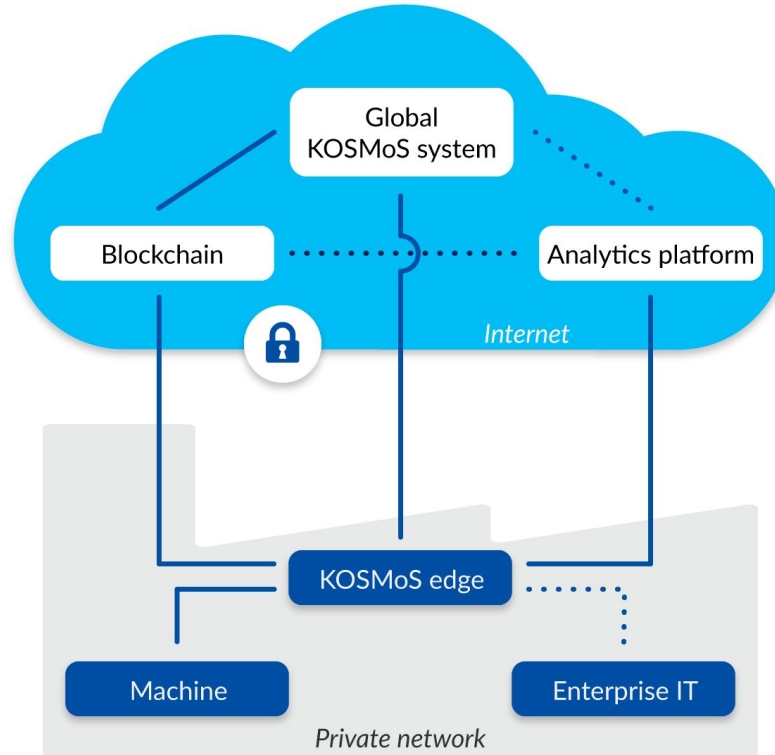 Global
KOSMoS system
Blockchain
Analytics platform
Internet
KOSMoS edge
Machine
Enterprise IT
Private network